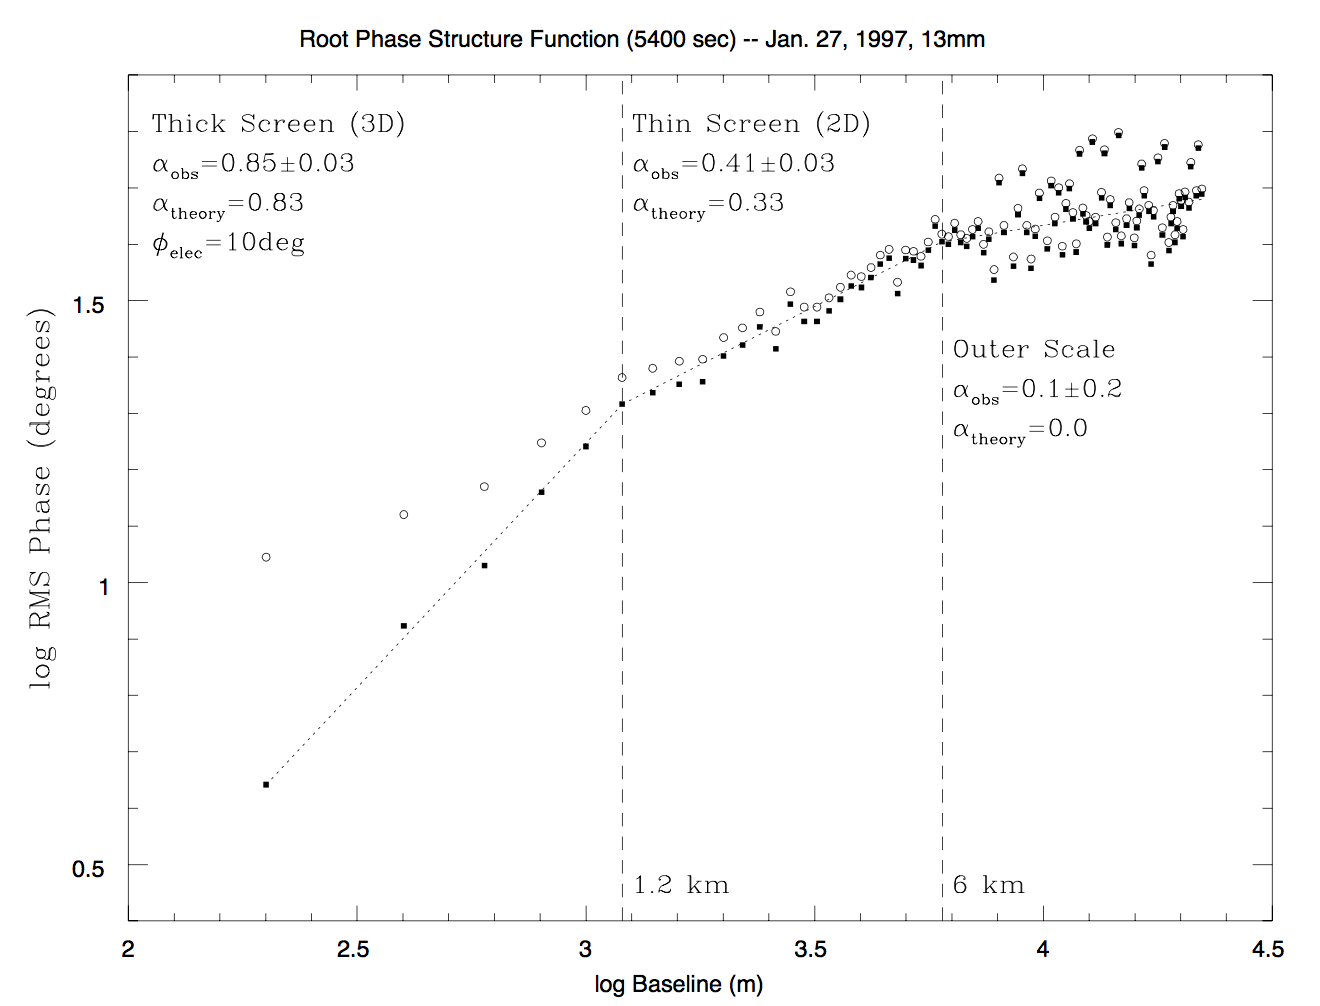 Root Phase Structure Function (5400 sec) -- Jan. 27, 1997, 13mm
Thick Screen (3D)
αobs=0.85±0.03
αtheory=0.83
ϕelec=10deg
Thin Screen (2D)
αobs=0.41±0.03
αtheory=0.33
Outer Scale
αobs=0.1±0.2
αtheory=0.0
1.2 km
6 km
log RMS Phase (degrees)
1.5
1
0.5
2 2.5 3 3.5 4 4.5
log Baseline (m)